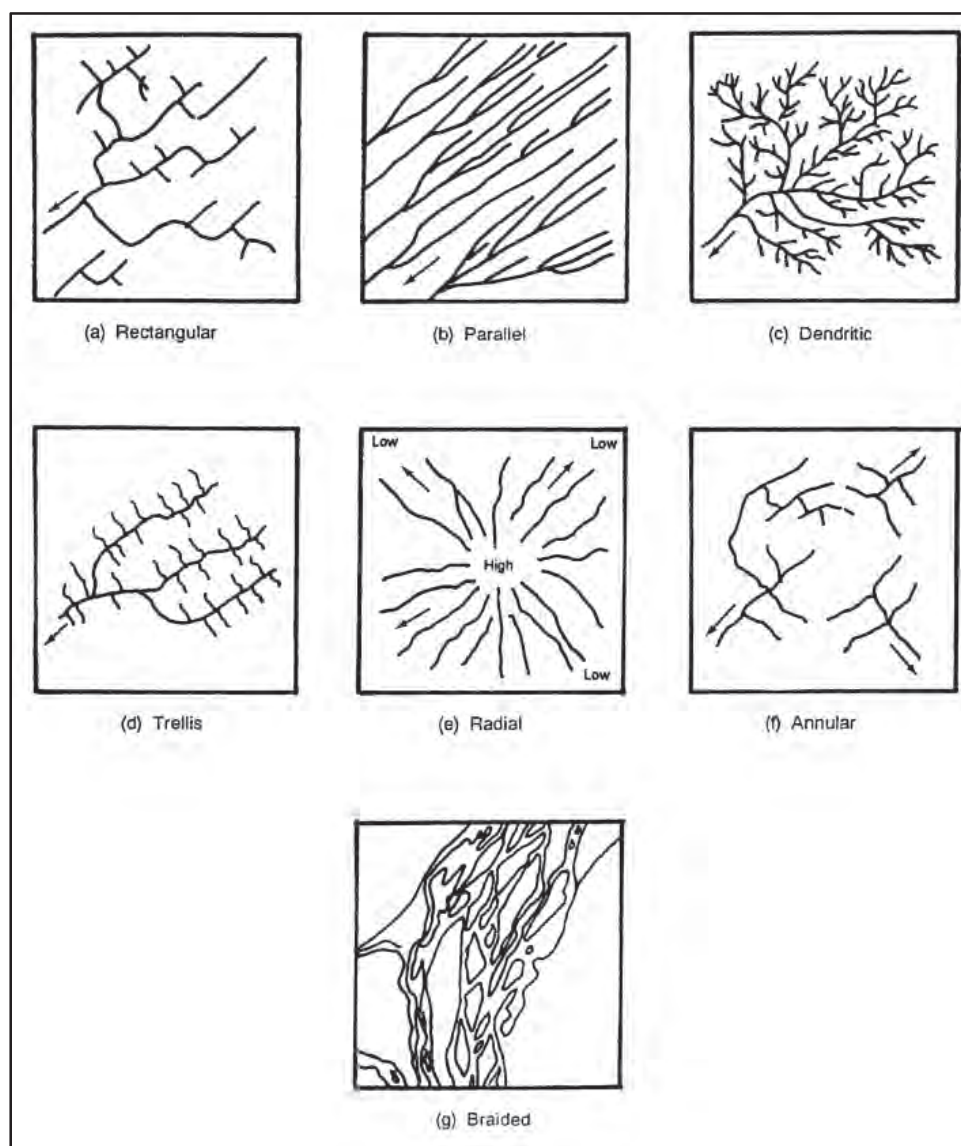 (a) Rectangular
(b) Parallel
(c) Dendritic
Low
Low
High
Low
(d) Trellis
(e) Radial
(f) Annular
(g) Braided